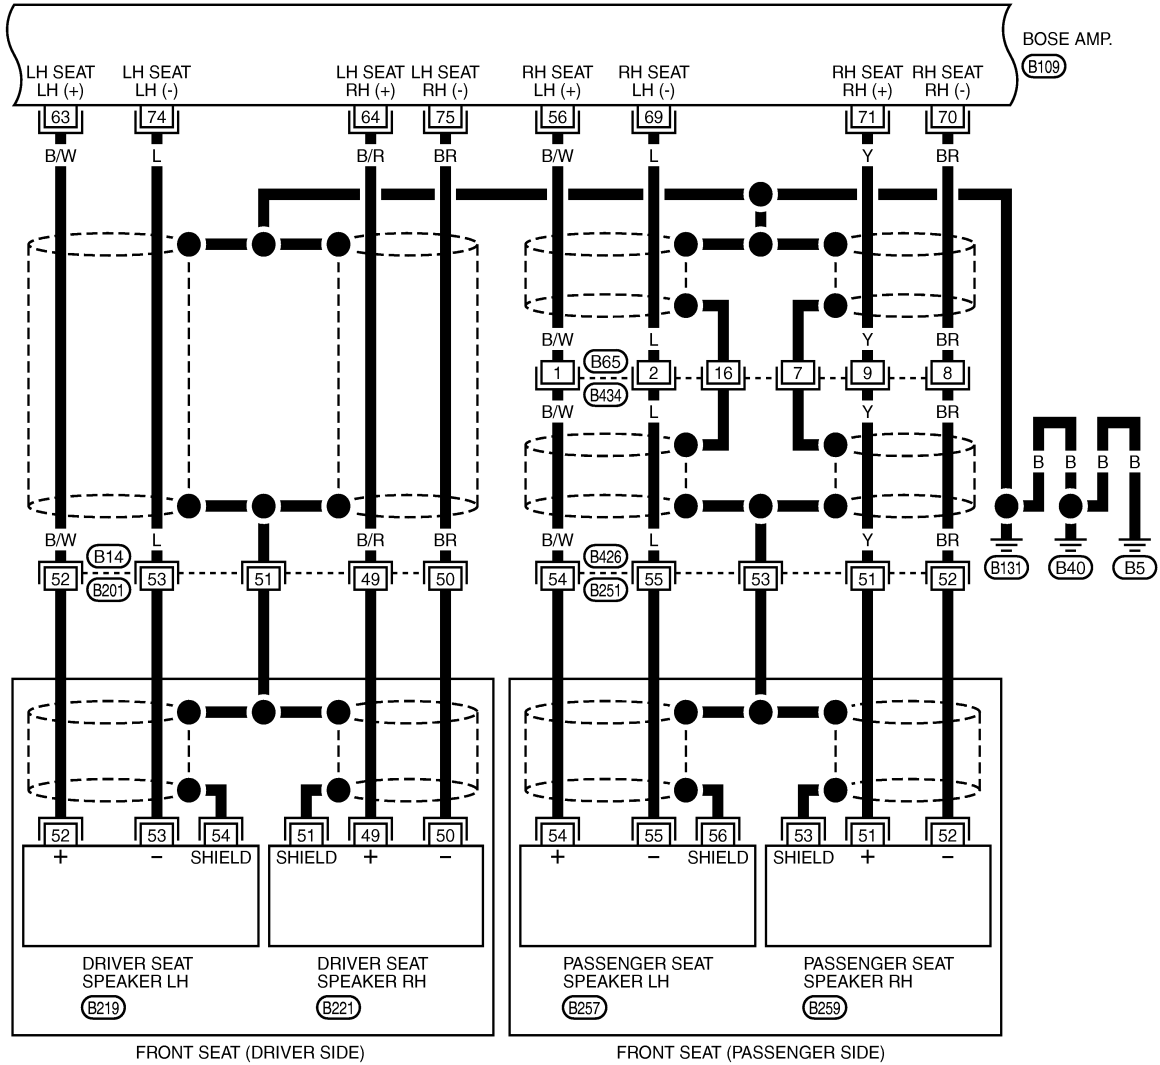 BOSE AMP.
B109
LH SEAT LH SEAT LH SEAT LH SEAT RH SEAT RH SEAT RH SEAT RH SEAT
LH (+) LH (-) RH (+) RH (-) LH (+) LH (-) RH (+) RH (-)
63 74 64 75 56 69 71 70
B/W L B/R BR B/W L Y BR
B/W L Y BR
B65
1 2 16 7 9 8
B434
B/W L Y BR
B B B B
B/W L B/R BR B/W L Y BR
B14 B426
52 53 51 49 50 54 55 53 51 52
B201 B251
B131 B40 B5
52 53 54 51 49 50 54 55 56 53 51 52
+ – SHIELD SHIELD + – + – SHIELD SHIELD + –
DRIVER SEAT DRIVER SEAT PASSENGER SEAT PASSENGER SEAT
SPEAKER LH SPEAKER RH SPEAKER LH SPEAKER RH
B219 B221 B257 B259
FRONT SEAT (DRIVER SIDE) FRONT SEAT (PASSENGER SIDE)